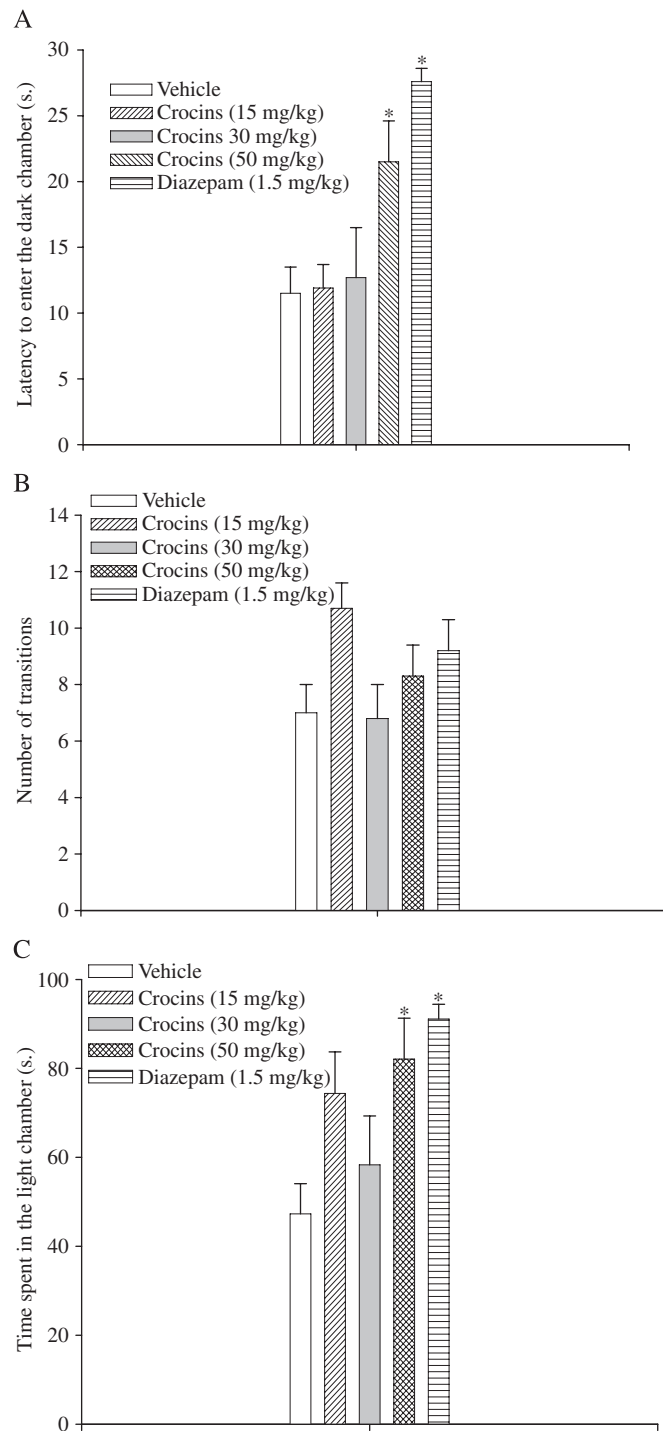 A
Latency to enter the dark chamber (s.)
30
25
20
15
10
5
0
Vehicle
Crocins (15 mg/kg)
Crocins 30 mg/kg)
Crocins (50 mg/kg)
Diazepam (1.5 mg/kg)
*
*
B
Number of transitions
14
12
10
8
6
4
2
0
Vehicle
Crocins (15 mg/kg)
Crocins (30 mg/kg)
Crocins (50 mg/kg)
Diazepam (1.5 mg/kg)
C
Time spent in the light chamber (s.)
100
80
60
40
20
0
Vehicle
Crocins (15 mg/kg)
Crocins (30 mg/kg)
Crocins (50 mg/kg)
Diazepam (1.5 mg/kg)
*
*